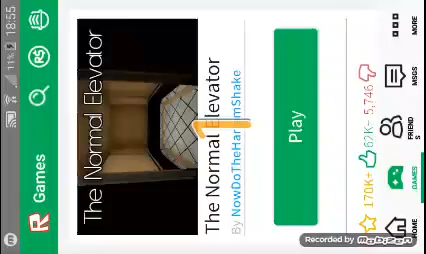 11% 18:55
Games
R$
The Normal Elevator
The Normal Elevator
By NowDoTheHarlemShake
Play
170K+ 62K+ 5,746
HOME
GAMES
FRIENDS
MSGS
MORE
Recorded by
mobizen